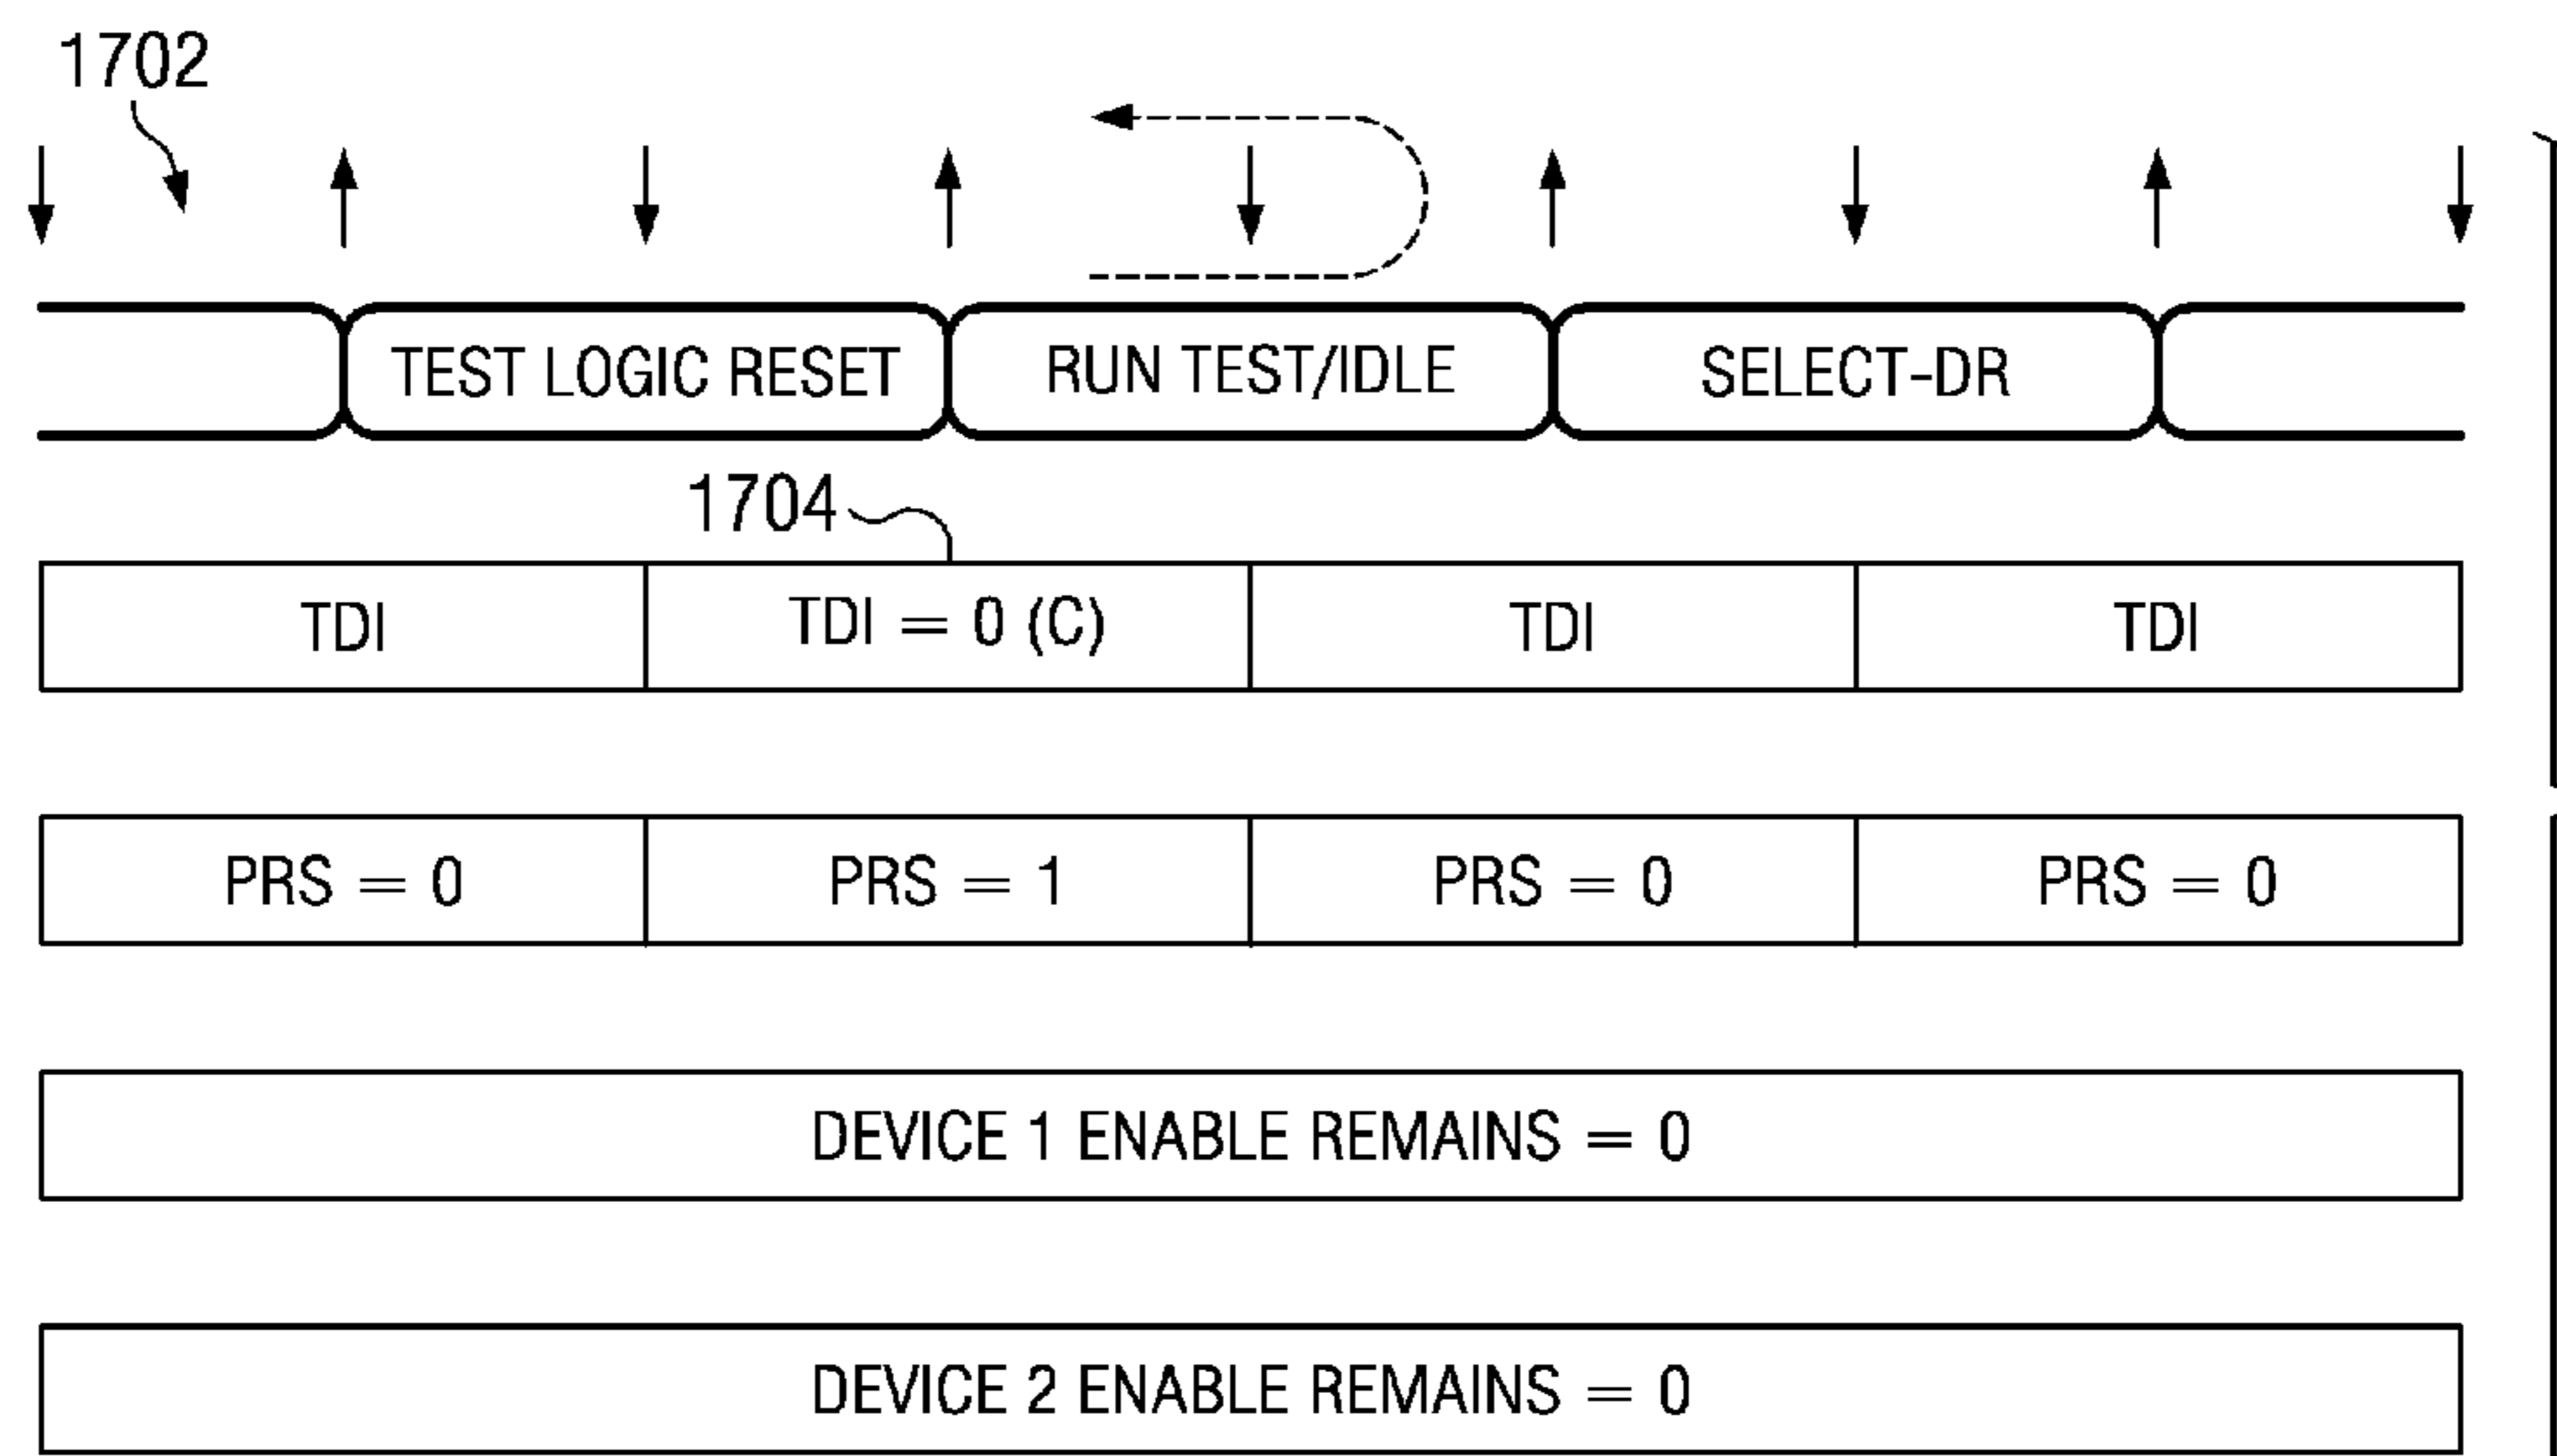 1702
TEST LOGIC RESET RUN TEST/IDLE SELECT-DR
1704
TDI TDI = 0 (C) TDI TDI
PRS = 0 PRS = 1 PRS = 0 PRS = 0
DEVICE 1 ENABLE REMAINS = 0
DEVICE 2 ENABLE REMAINS = 0